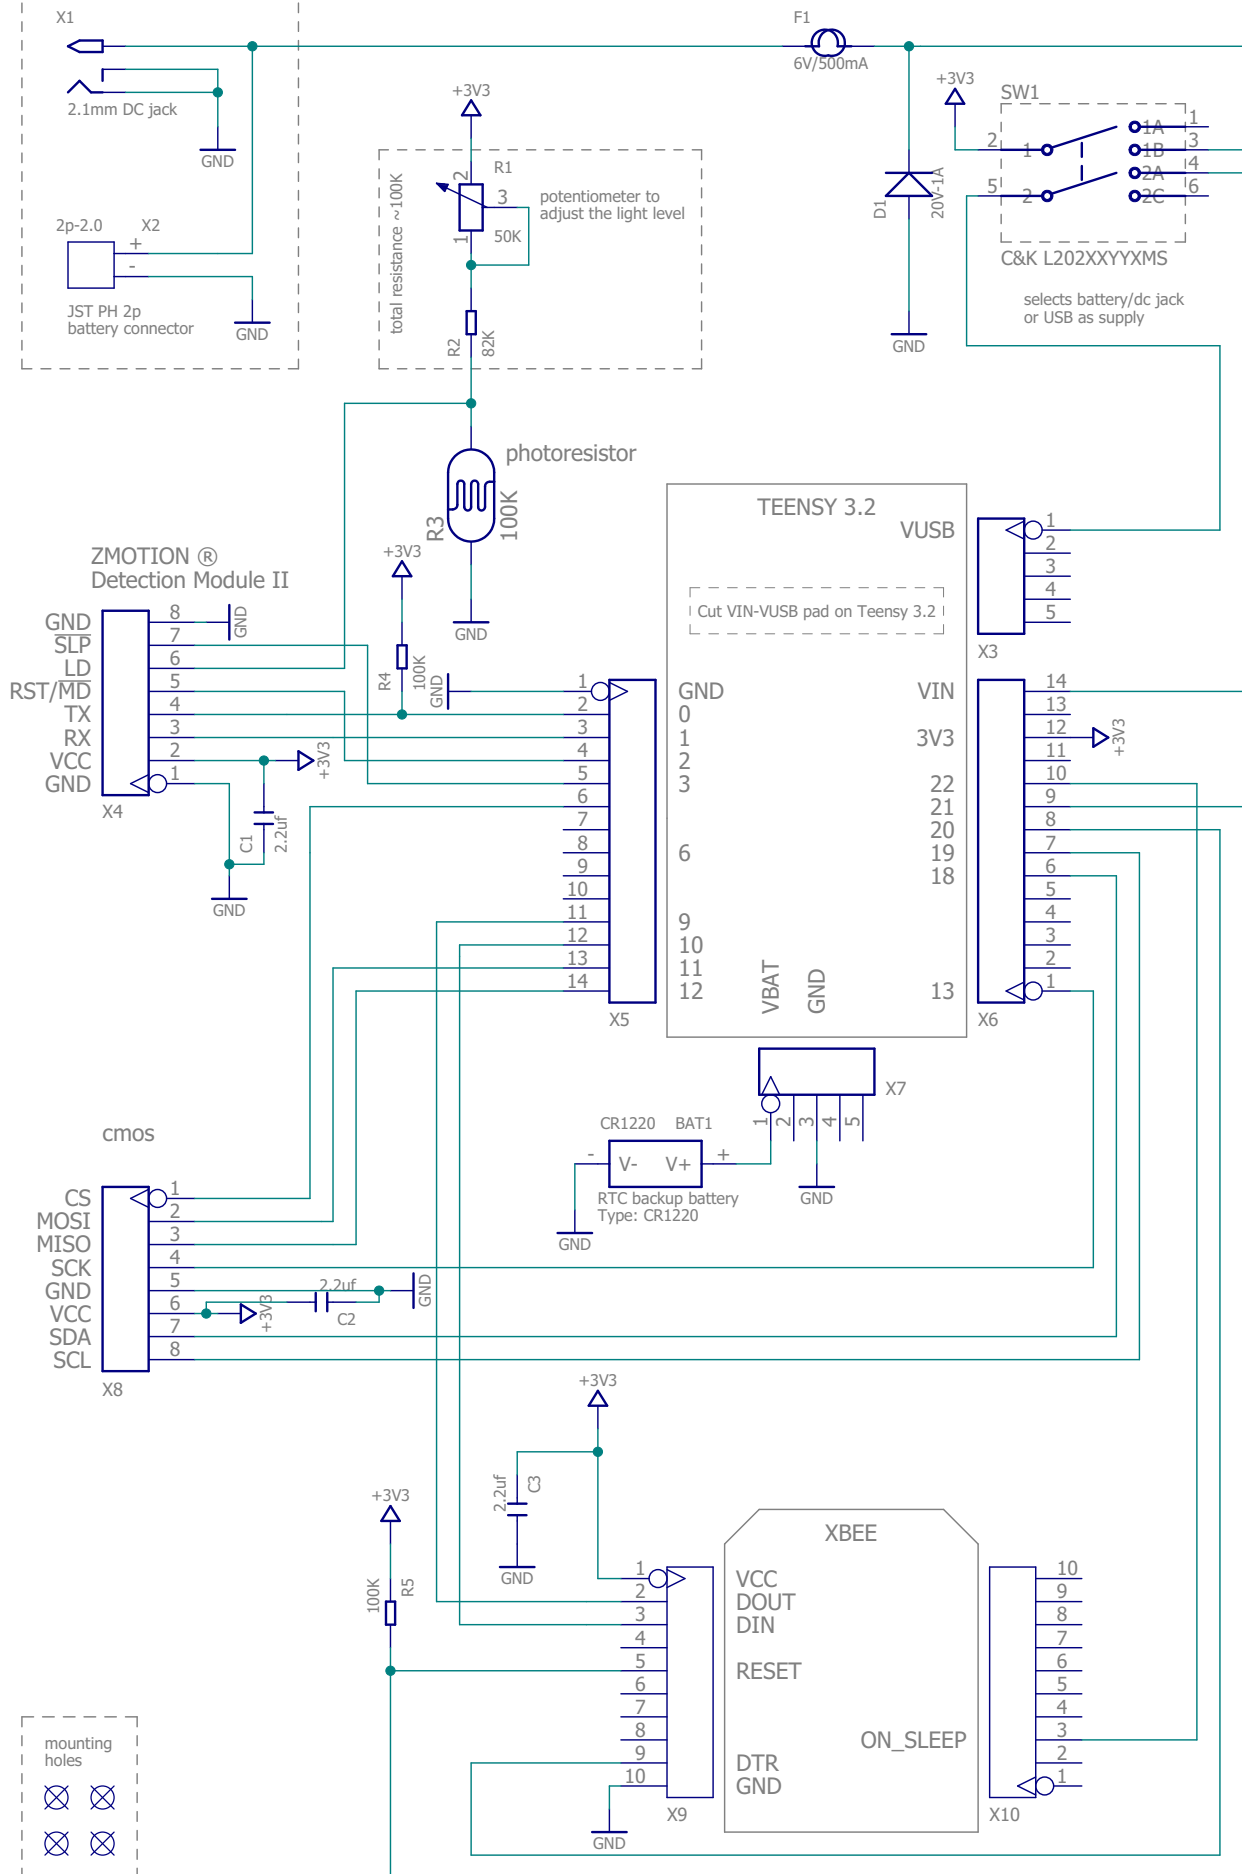 X1
2.1mm DC jack
GND
2p-2.0
X2
+
-
JST PH 2p
battery connector
GND
F1
6V/500mA
+3V3
R1
2
3
1
50K
potentiometer to
adjust the light level
total resistance ~100K
R2
82K
D1
20V-1A
GND
+3V3
SW1
2
1
5
2
1A
1
1B
3
2A
4
2C
6
C&K L202XXYYXMS
selects battery/dc jack
or USB as supply
photoresistor
R3
100K
GND
+3V3
R4
100K
ZMOTION ®
Detection Module II
GND 8
SLP 7
LD 6
RST/MD 5
TX 4
RX 3
VCC 2
GND 1
X4
GND
+3V3
C1
2.2uf
GND
TEENSY 3.2
VUSB
Cut VIN-VUSB pad on Teensy 3.2
1
2
3
4
5
X3
GND
1 GND
2 0
3 1
4 2
5 3
6
7
8 6
9
10
11 9
12 10
13 11
14 12
X5
VIN 14
13
3V3 12
11
22 10
21 9
20 8
19 7
18 6
5
4
3
2
13 1
X6
+3V3
VBAT
GND
1
2
3
4
5
X7
GND
CR1220
BAT1
-
V-
V+
+
RTC backup battery
Type: CR1220
GND
cmos
CS 1
MOSI 2
MISO 3
SCK 4
GND 5
VCC 6
SDA 7
SCL 8
X8
+3V3
2.2uf
C2
GND
+3V3
2.2uf
C3
GND
+3V3
100K
R5
XBEE
1 VCC
2 DOUT
3 DIN
4
5 RESET
6
7
8
9 DTR
10 GND
X9
GND
ON_SLEEP
10
9
8
7
6
5
4
3
2
1
X10
mounting
holes